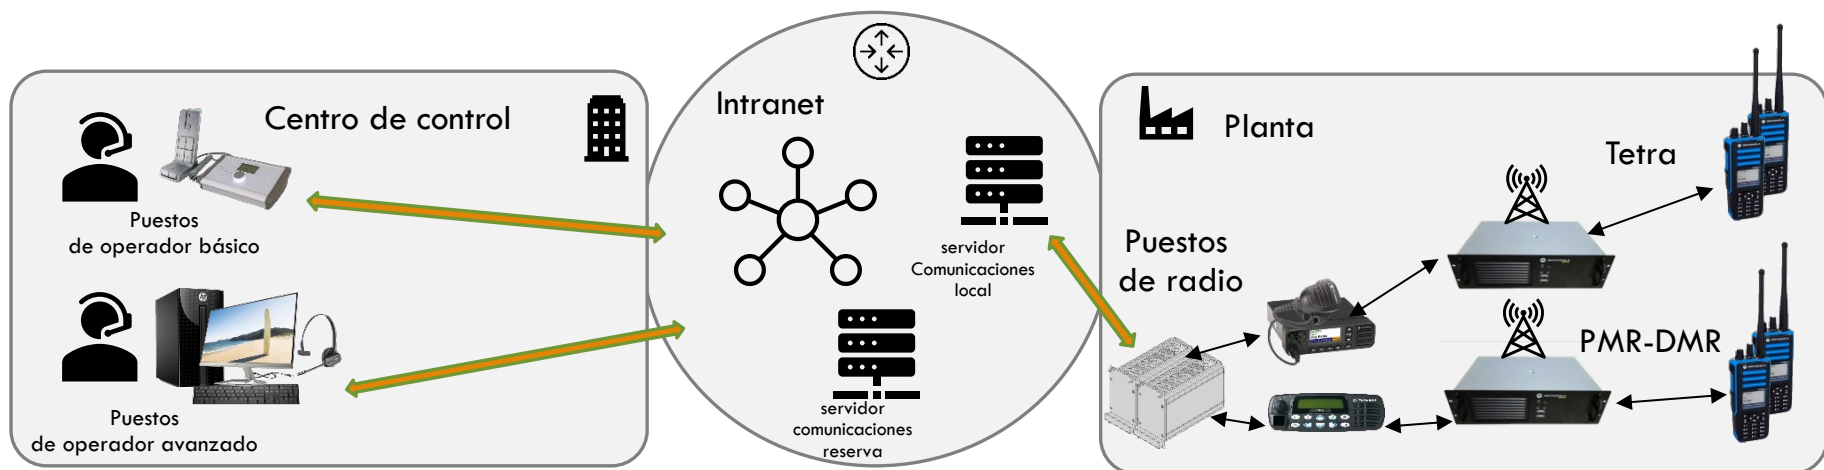 Centro de control
Puestos
de operador básico
Puestos
de operador avanzado
Intranet
servidor
Comunicaciones
local
servidor
comunicaciones
reserva
Planta
Puestos
de radio
Tetra
PMR-DMR